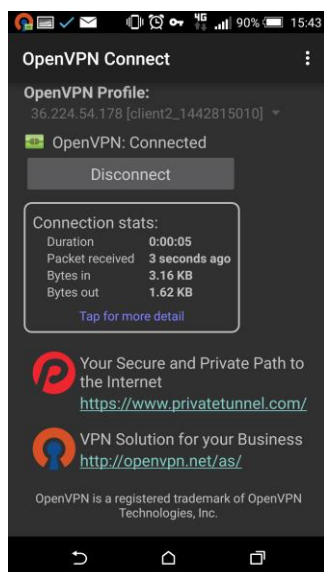 4G 90% 15:43
OpenVPN Connect
OpenVPN Profile:
36.224.54.178 [client2_1442815010]
OpenVPN: Connected
Disconnect
Connection stats:
Duration 0:00:05
Packet received 3 seconds ago
Bytes in 3.16 KB
Bytes out 1.62 KB
Tap for more detail
Your Secure and Private Path to
the Internet
https://www.privatetunnel.com/
VPN Solution for your Business
http://openvpn.net/as/
OpenVPN is a registered trademark of OpenVPN
Technologies, Inc.